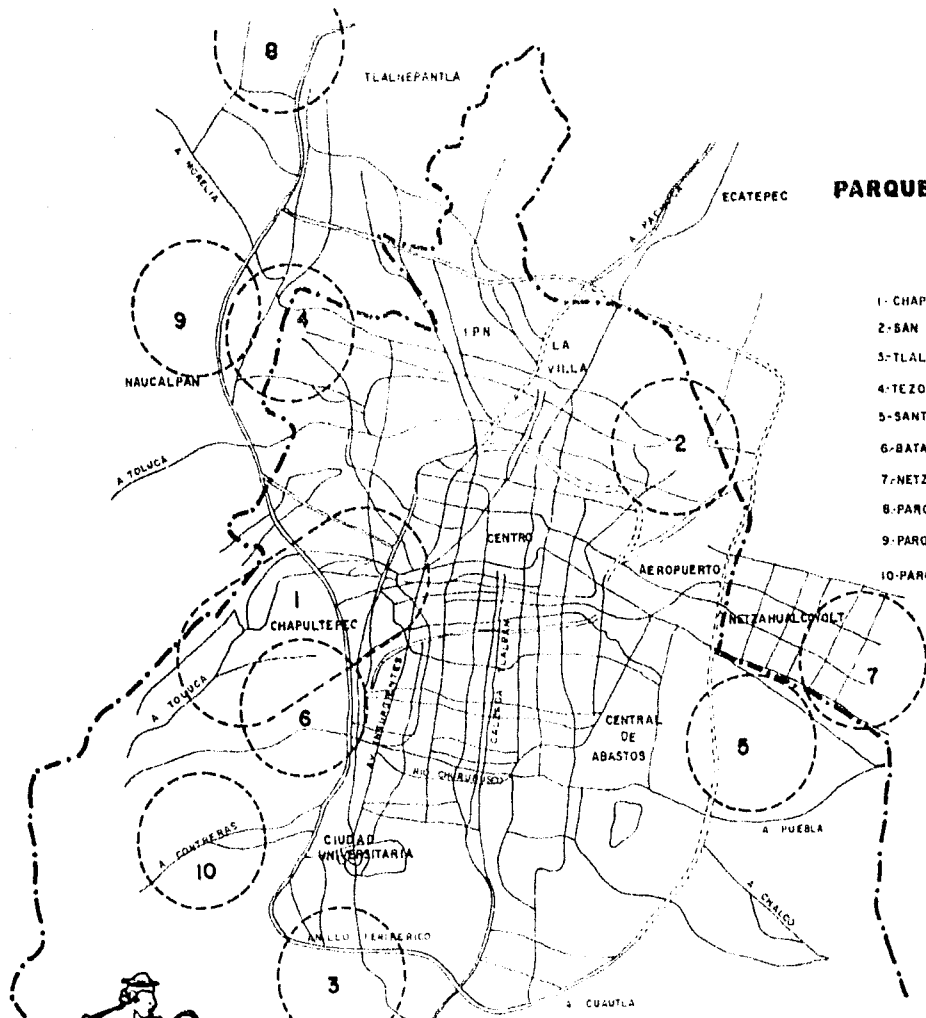 8
TLALNEPANTLA
A. MORELIA
ECATEPEC
A. PACHUCA
PARQUE
1- CHAP
2-SAN
3-TLAL
4-TEZO
5-SANT
6-BATA
7-NETZ
8-PARQ
9-PARQ
10-PARQ
9
4
IPN
LA
VILLA
NAUCALPAN
2
A TOLUCA
CENTRO
AEROPUERTO
1
CHAPULTEPEC
NETZAHUALCOYOLT
7
A TOLUCA
AV. INSURGENTES
CALZADA TLALPAM
6
CENTRAL
DE
ABASTOS
5
RIO CHURUBUSCO
A PUEBLA
A CONTRERAS
10
CIUDAD
UNIVERSITARIA
A CHALCO
ANILLO PERIFERICO
3
A CUAUTLA